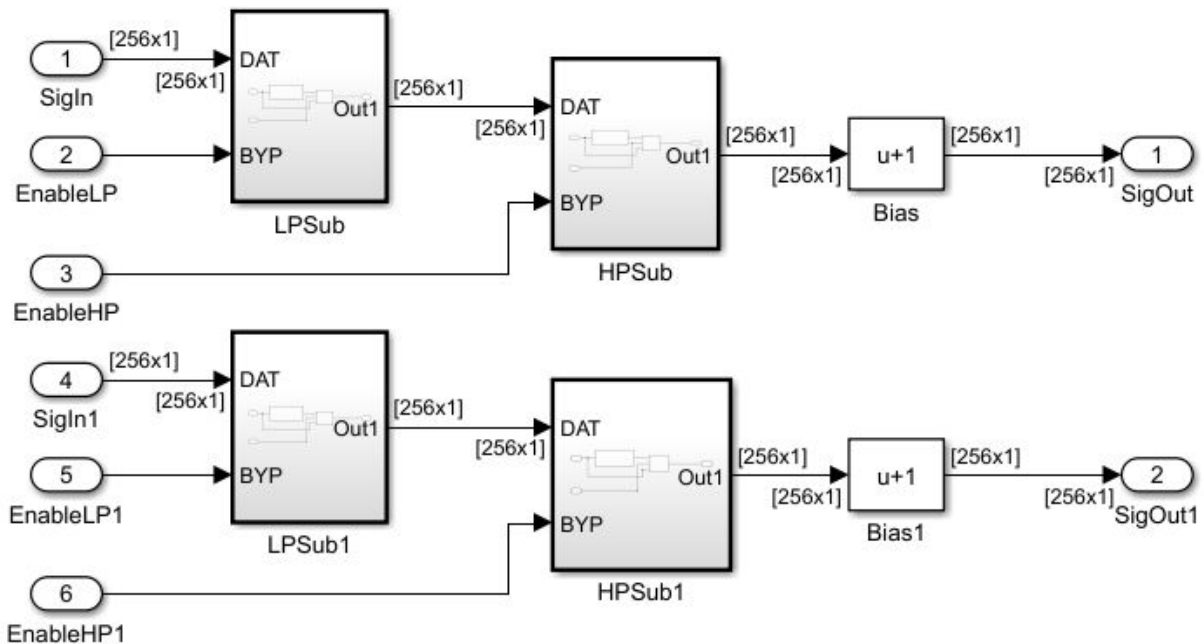 [256x1]
1
SigIn
[256x1]
DAT
BYP
Out1
LPSub
2
EnableLP
[256x1]
[256x1]
DAT
BYP
Out1
HPSub
3
EnableHP
[256x1]
[256x1]
u+1
Bias
[256x1]
[256x1]
1
SigOut
[256x1]
4
SigIn1
[256x1]
DAT
BYP
Out1
LPSub1
5
EnableLP1
[256x1]
[256x1]
DAT
BYP
Out1
HPSub1
6
EnableHP1
[256x1]
[256x1]
u+1
Bias1
[256x1]
[256x1]
2
SigOut1